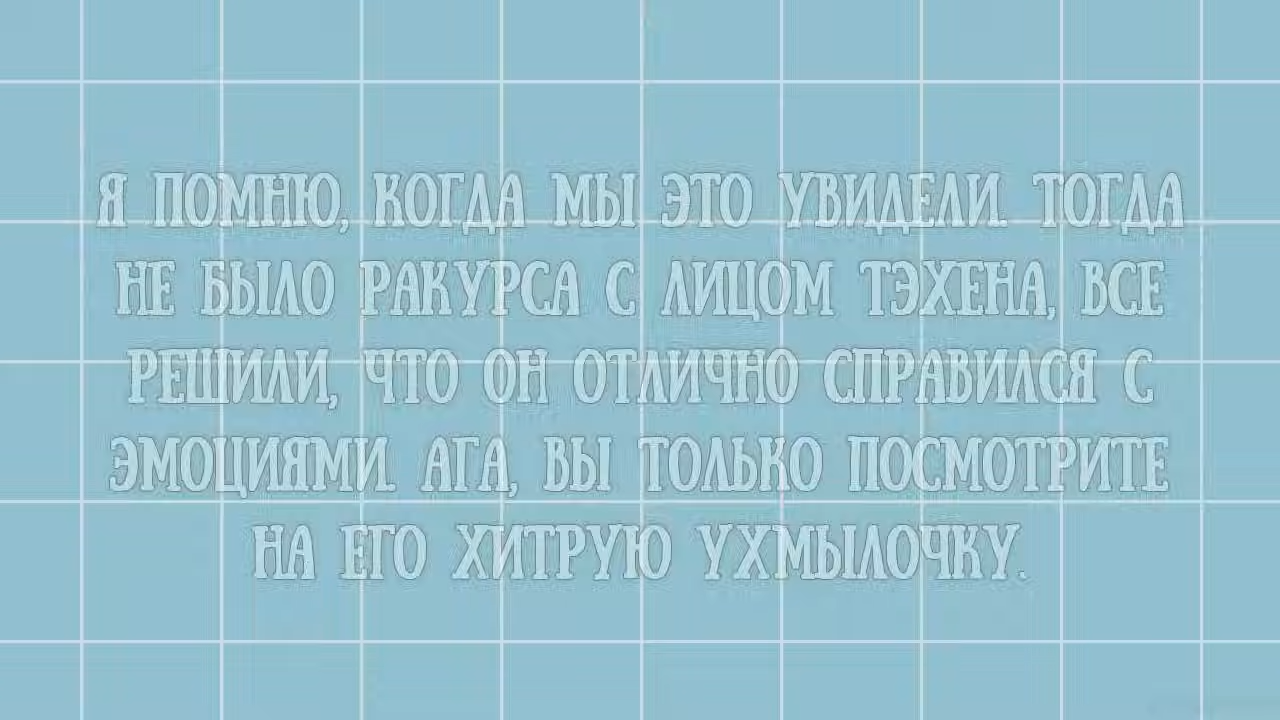 Я ПОМНЮ, КОГДА МЫ ЭТО УВИДЕЛИ. ТОГДА
НЕ БЫЛО РАКУРСА С ЛИЦОМ ТЭХЕНА, ВСЕ
РЕШИЛИ, ЧТО ОН ОТЛИЧНО СПРАВИЛСЯ С
ЭМОЦИЯМИ. АГА, ВЫ ТОЛЬКО ПОСМОТРИТЕ
НА ЕГО ХИТРУЮ УХМЫЛОЧКУ.